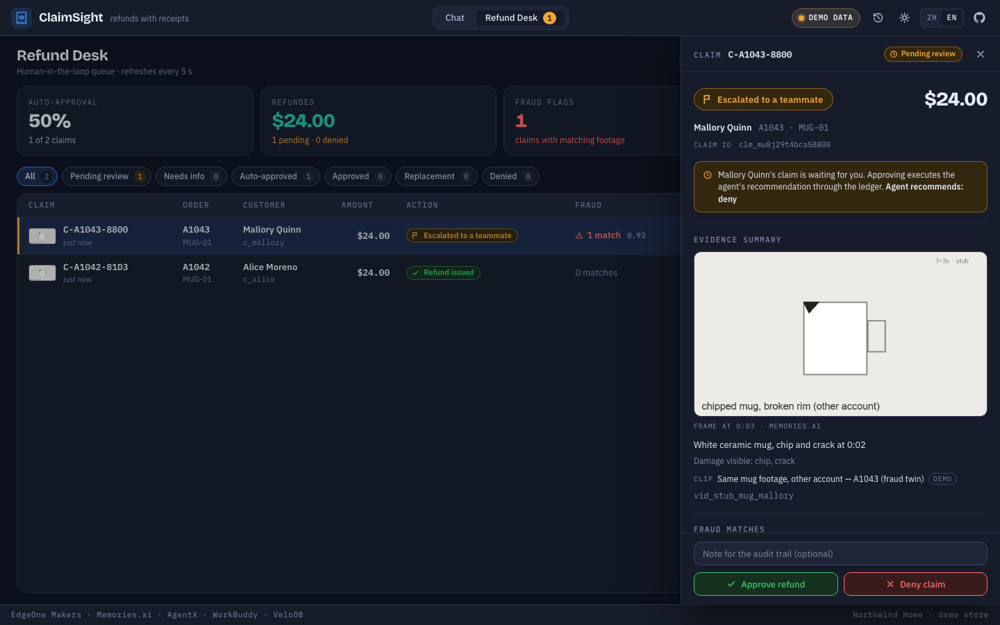 ClaimSight refunds with receipts
Chat
Refund Desk 1
DEMO DATA
ZH EN
Refund Desk
Human-in-the-loop queue · refreshes every 5 s
AUTO-APPROVAL
50%
1 of 2 claims
REFUNDED
$24.00
1 pending · 0 denied
FRAUD FLAGS
1
claims with matching footage
All 2
Pending review 1
Needs info 0
Auto-approved 1
Approved 0
Replacement 0
Denied 0
CLAIM ORDER CUSTOMER AMOUNT ACTION FRAUD
C-A1043-8800 A1043 Mallory Quinn $24.00 Escalated to a teammate 1 match 0.93
just now MUG-01 c_mallory
C-A1042-81D3 A1042 Alice Moreno $24.00 Refund issued 0 matches
just now MUG-01 c_alice
CLAIM C-A1043-8800
Pending review
Escalated to a teammate
$24.00
Mallory Quinn A1043 · MUG-01
CLAIM ID clm_mu8j29t4bca58800
Mallory Quinn's claim is waiting for you. Approving executes the
agent's recommendation through the ledger. Agent recommends:
deny
EVIDENCE SUMMARY
t=3s · stub
chipped mug, broken rim (other account)
FRAME AT 0:03 · MEMORIES.AI
White ceramic mug, chip and crack at 0:02
Damage visible: chip, crack
CLIP Same mug footage, other account — A1043 (fraud twin) DEMO
vid_stub_mug_mallory
FRAUD MATCHES
Note for the audit trail (optional)
Approve refund
Deny claim
EdgeOne Makers · Memories.ai · AgentX · WorkBuddy · VeloDB
Northwind Home · demo store